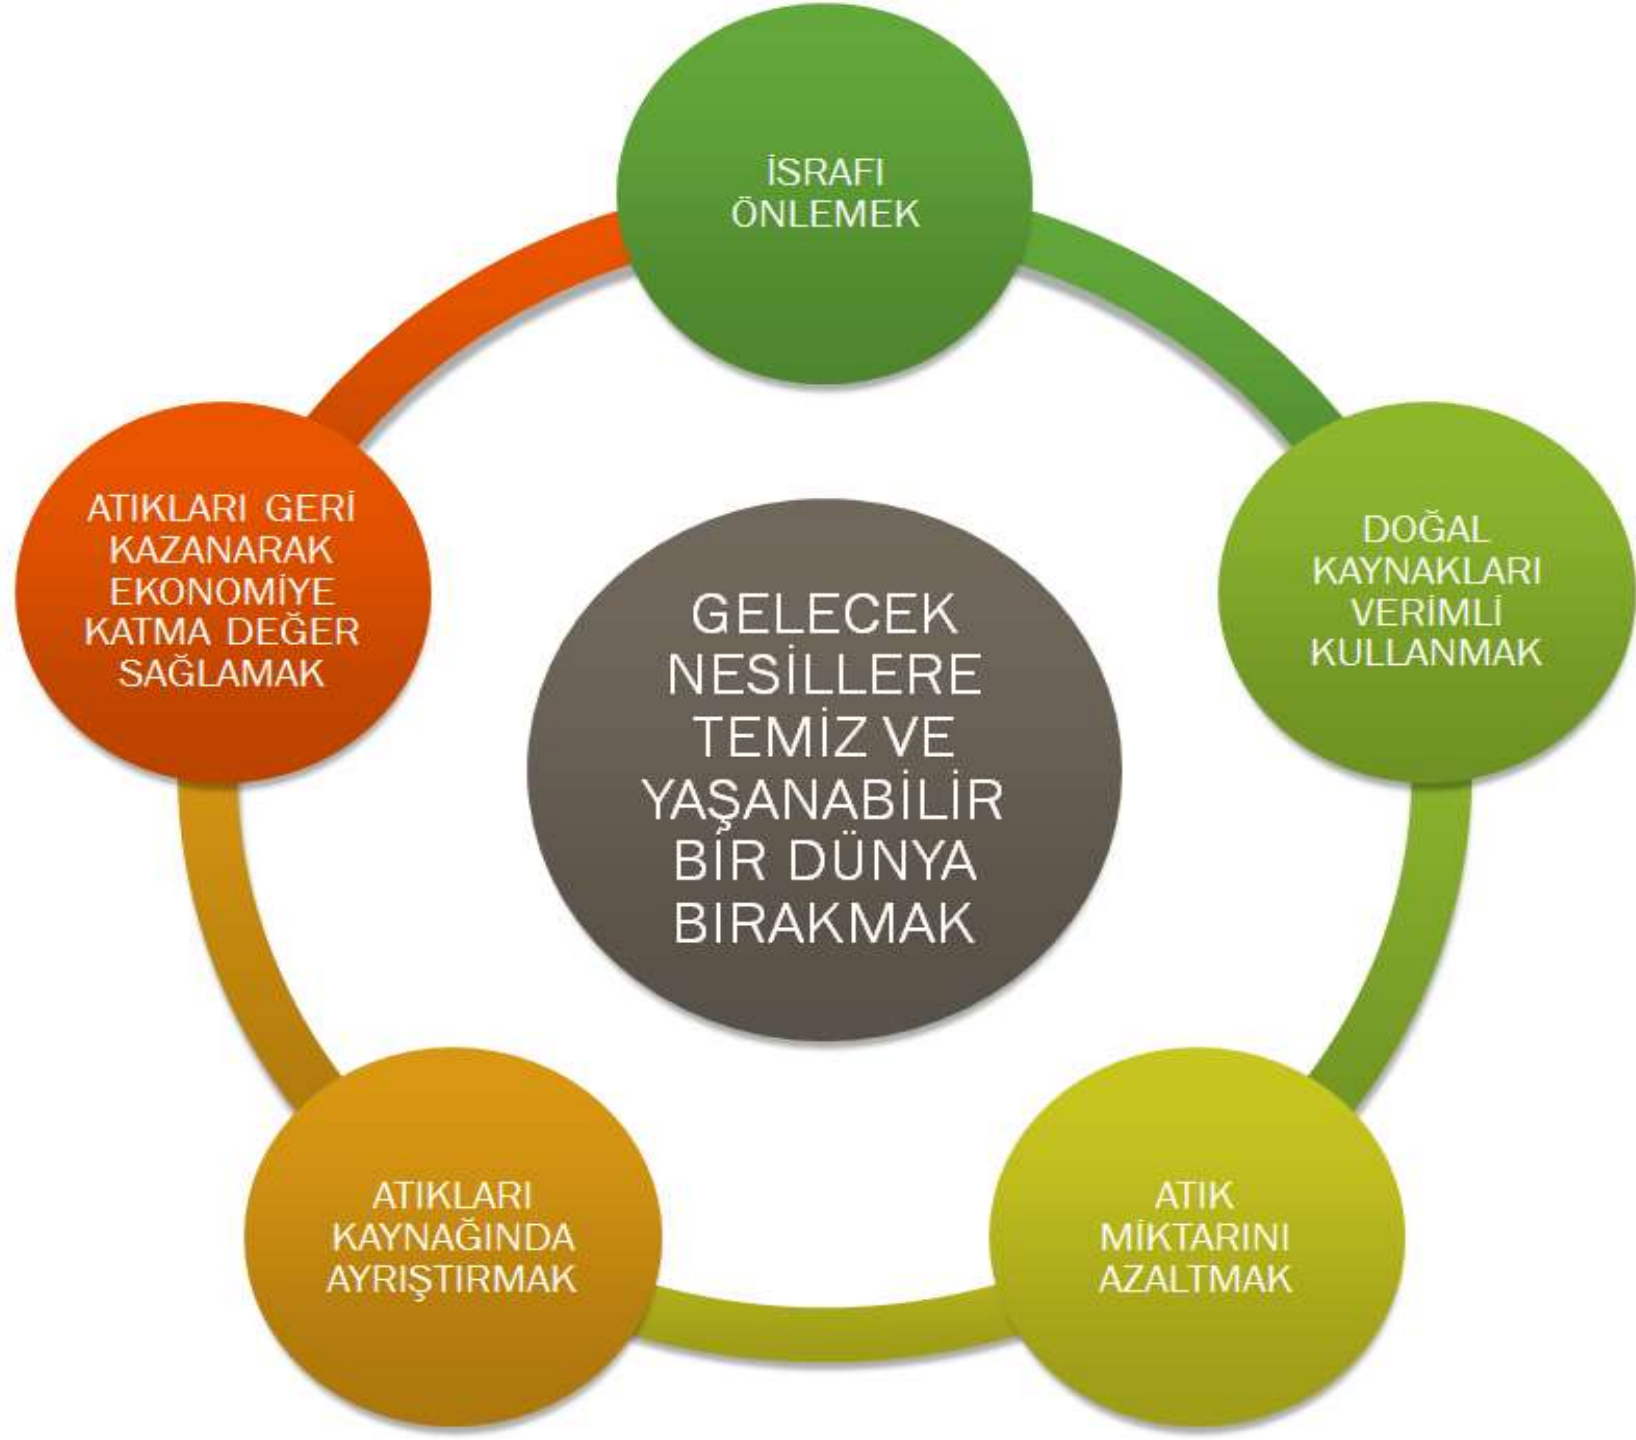 İSRAFI
ÖNLEMEK
DOĞAL
KAYNAKLARI
VERİMLİ
KULLANMAK
ATIK
MİKTARINI
AZALTMAK
ATIKLARI
KAYNAĞINDA
AYRIŞTIRMAK
ATIKLARI GERİ
KAZANARAK
EKONOMİYE
KATMA DEĞER
SAĞLAMAK
GELECEK
NESİLLERE
TEMİZ VE
YAŞANABİLİR
BİR DÜNYA
BIRAKMAK